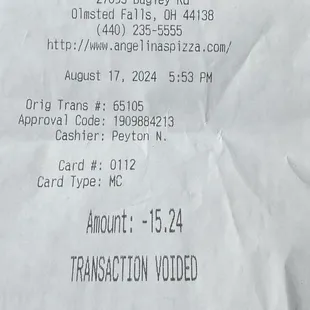 Olmsted Falls, OH 44138
(440) 235-5555
http://www.angelinaspizza.com/
August 17, 2024 5:53 PM
Orig Trans #: 65105
Approval Code: 1909884213
Cashier: Peyton N.
Card #: 0112
Card Type: MC
Amount: -15.24
TRANSACTION VOIDED